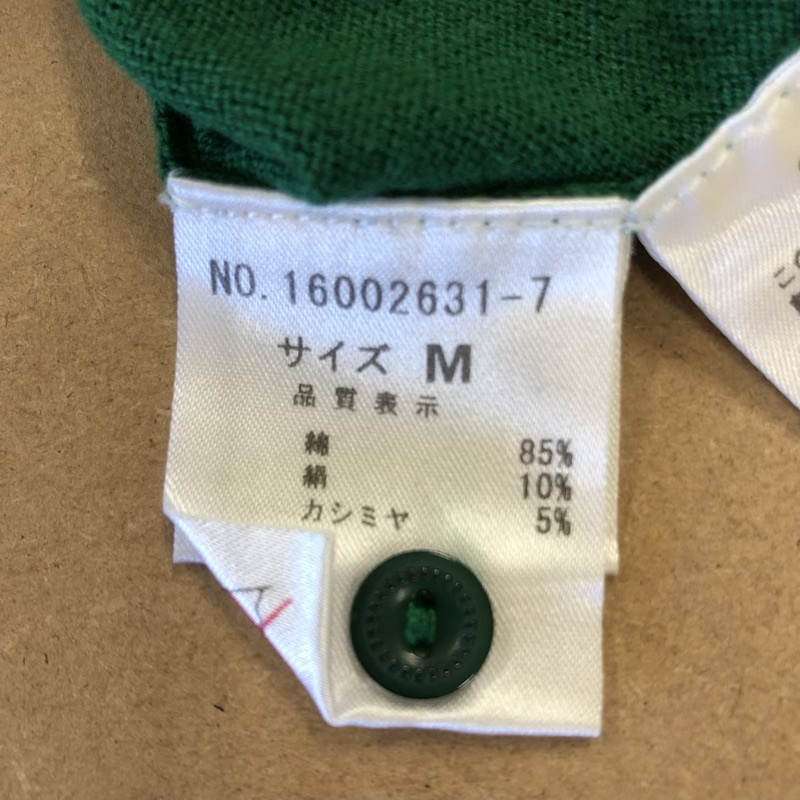 NO.16002631-7
サイズ M
品質表示
綿 85%
絹 10%
カシミヤ 5%